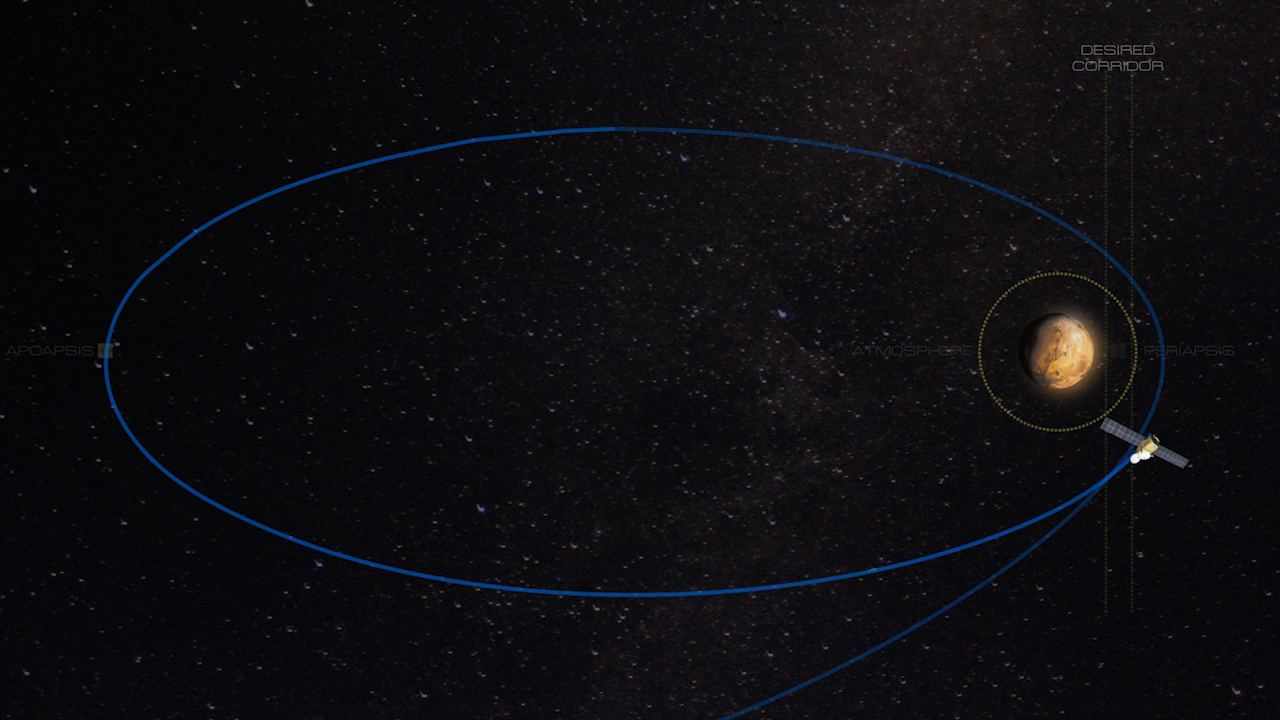 DESIRED
CORRIDOR
APOAPSIS
ATMOSPHERE
PERIAPSIS